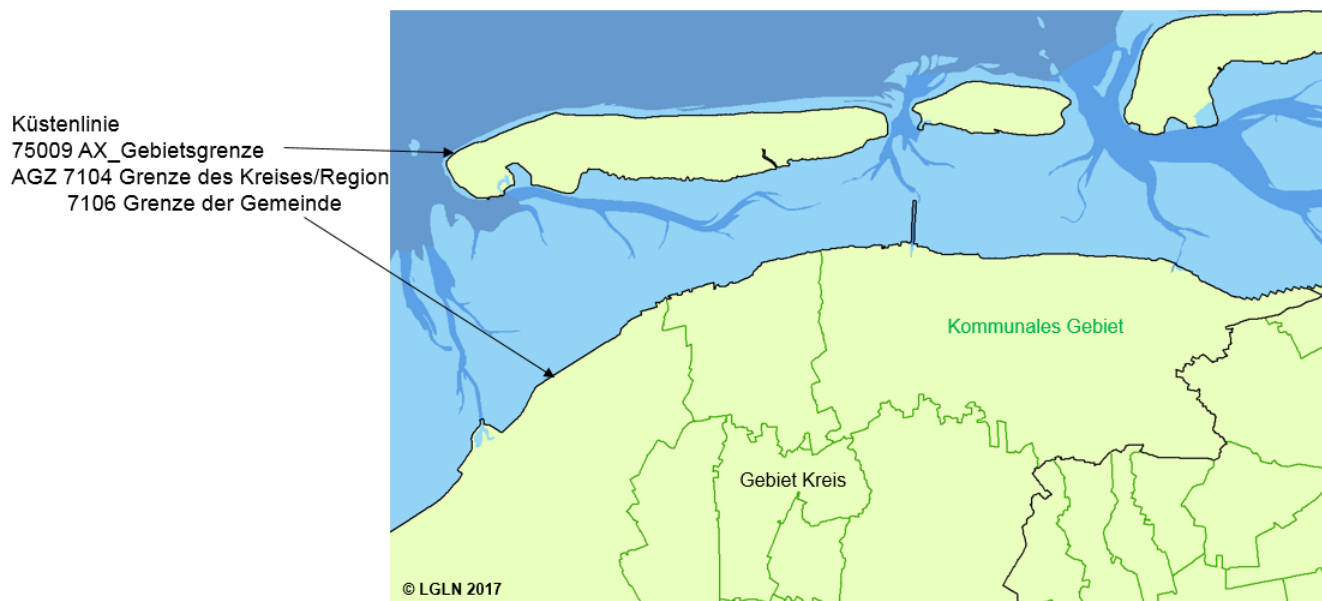 Küstenlinie
75009 AX_Gebietsgrenze
AGZ 7104 Grenze des Kreises/Region
7106 Grenze der Gemeinde
Kommunales Gebiet
Gebiet Kreis
© LGLN 2017